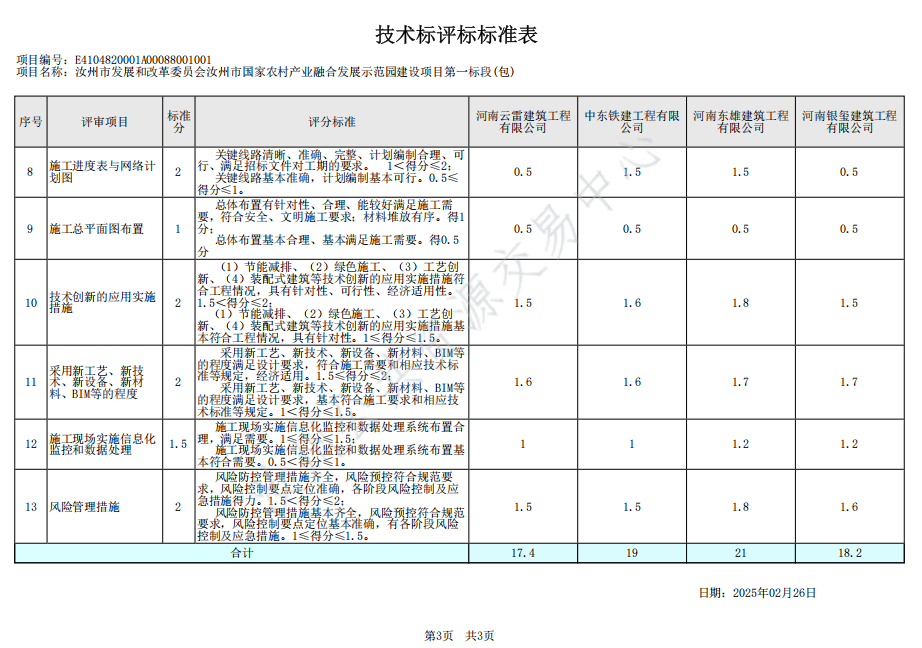 技术标评标标准表
项目编号: E4104820001A00088001001
项目名称: 汝州市发展和改革委员会汝州市国家农村产业融合发展示范园建设项目第一标段(包)
序号 评审项目 标准分 评分标准 河南云雷建筑工程有限公司 中东铁建工程有限公司 河南东雄建筑工程有限公司 河南银玺建筑工程有限公司
8 施工进度表与网络计划图 2
关键线路清晰、准确、完整、计划编制合理、可
行、满足招标文件对工期的要求。 1＜得分≤2;
关键线路基本准确，计划编制基本可行。0.5≤
得分≤1。
0.5 1.5 1.5 0.5
9 施工总平面图布置 1
总体布置有针对性、合理、能较好满足施工需
要，符合安全、文明施工要求; 材料堆放有序。得1
分;
总体布置基本合理、基本满足施工需要。得0.5
分
0.5 0.5 0.5 0.5
10 技术创新的应用实施措施 2
（1）节能减排、（2）绿色施工、（3）工艺创
新、（4）装配式建筑等技术创新的应用实施措施符
合工程情况，具有针对性、可行性、经济适用性。
1.5＜得分≤2;
（1）节能减排、（2）绿色施工、（3）工艺创
新、（4）装配式建筑等技术创新的应用实施措施基
本符合工程情况，具有针对性。1≤得分≤1.5。
1.5 1.6 1.8 1.5
11 采用新工艺、新技术、新设备、新材料、BIM等的程度 2
采用新工艺、新技术、新设备、新材料、BIM等
的程度满足设计要求，符合施工需要和相应技术标
准等规定，经济适用。1.5≤得分≤2;
采用新工艺、新技术、新设备、新材料、BIM等
的程度满足设计要求，基本符合施工要求和相应技
术标准等规定。1＜得分≤1.5。
1.6 1.6 1.7 1.7
12 施工现场实施信息化监控和数据处理 1.5
施工现场实施信息化监控和数据处理系统布置合
理，满足需要。1≤得分≤1.5;
施工现场实施信息化监控和数据处理系统布置基
本符合需要。0.5≤得分≤1。
1 1 1.2 1.2
13 风险管理措施 2
风险防控管理措施齐全，风险预控符合规范要
求，风险控制要点定位准确，各阶段风险控制及应
急措施得力。1.5＜得分≤2;
风险防控管理措施基本齐全，风险预控符合规范
要求，风险控制要点定位基本准确，有各阶段风险
控制及应急措施。1≤得分≤1.5。
1.5 1.5 1.8 1.6
合计 17.4 19 21 18.2
日期: 2025年02月26日
第3页 共3页
源交易中心